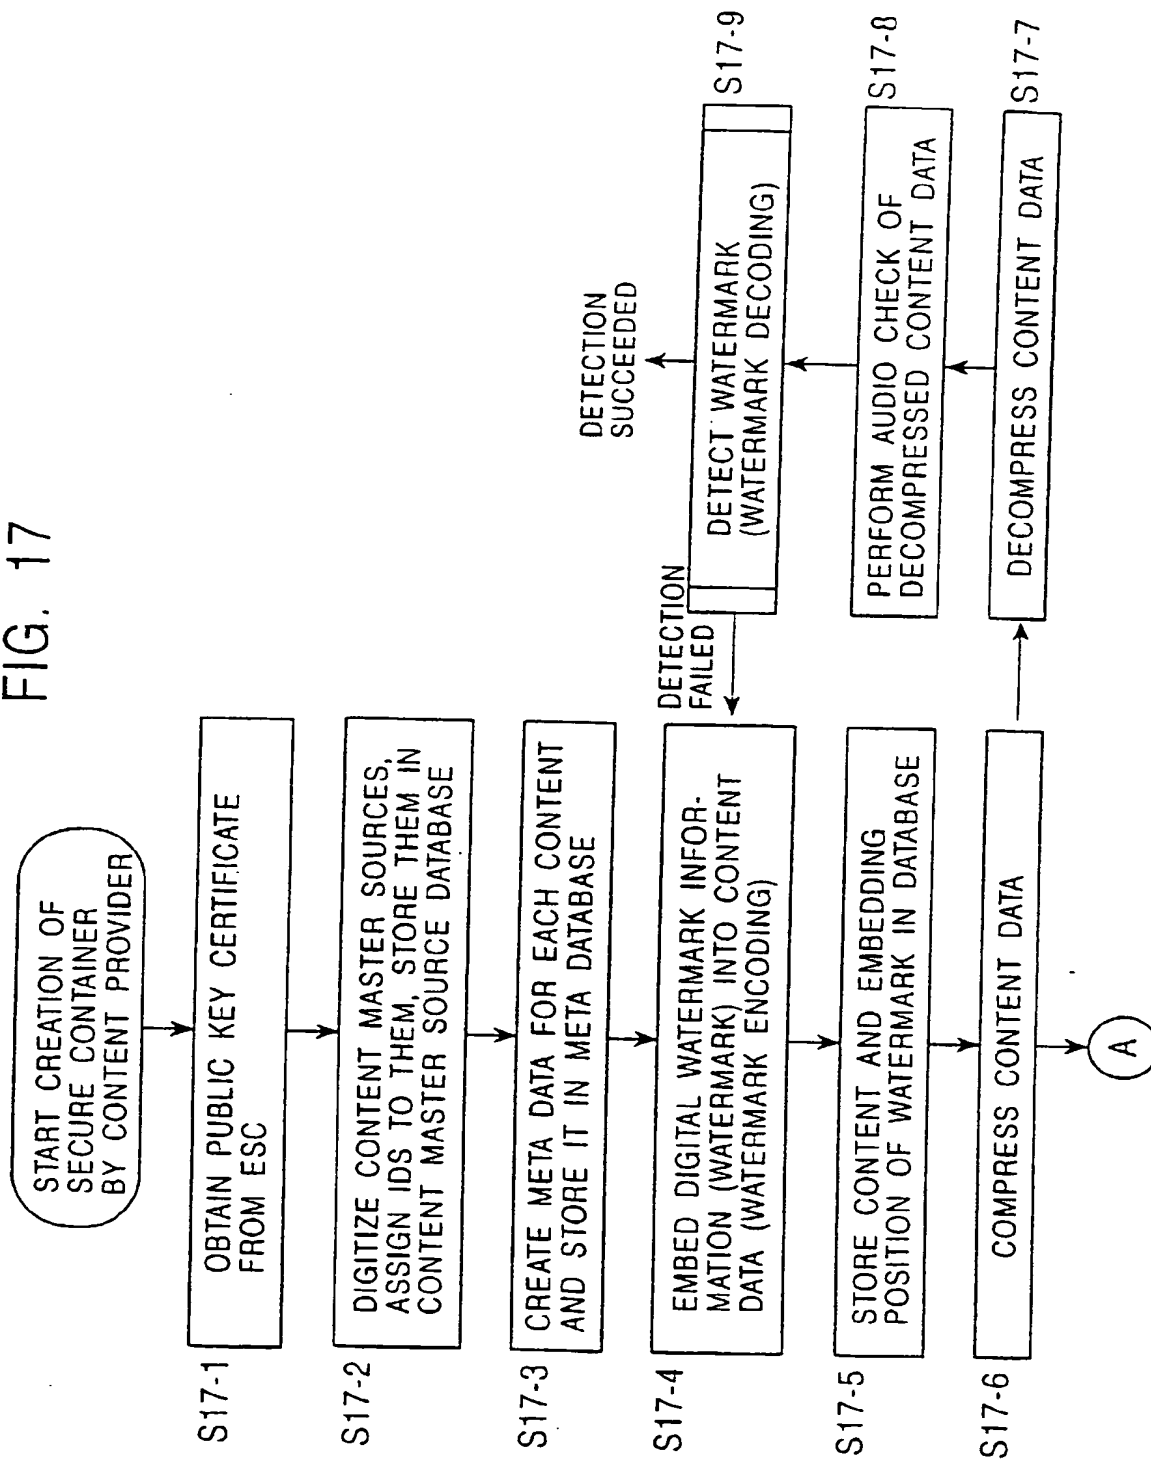 FIG. 17
START CREATION OF
SECURE CONTAINER
BY CONTENT PROVIDER
S17-1
OBTAIN PUBLIC KEY CERTIFICATE
FROM ESC
S17-2
DIGITIZE CONTENT MASTER SOURCES,
ASSIGN IDS TO THEM, STORE THEM IN
CONTENT MASTER SOURCE DATABASE
S17-3
CREATE META DATA FOR EACH CONTENT
AND STORE IT IN META DATABASE
S17-4
EMBED DIGITAL WATERMARK INFOR-
MATION (WATERMARK) INTO CONTENT
DATA (WATERMARK ENCODING)
S17-5
STORE CONTENT AND EMBEDDING
POSITION OF WATERMARK IN DATABASE
S17-6
COMPRESS CONTENT DATA
A
S17-7
DECOMPRESS CONTENT DATA
S17-8
PERFORM AUDIO CHECK OF
DECOMPRESSED CONTENT DATA
S17-9
DETECT WATERMARK
(WATERMARK DECODING)
DETECTION
SUCCEEDED
DETECTION
FAILED